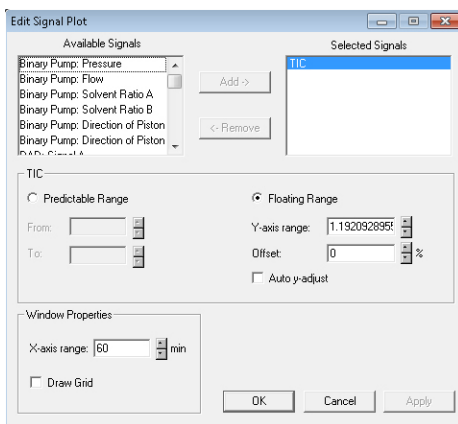 Edit Signal Plot
Available Signals
Selected Signals
Binary Pump: Pressure
Binary Pump: Flow
Binary Pump: Solvent Ratio A
Binary Pump: Solvent Ratio B
Binary Pump: Direction of Piston
Binary Pump: Direction of Piston
DAD: Signal A
TIC
Add ->
<- Remove
TIC
Predictable Range
Floating Range
From:
To:
Y-axis range: 1.1920928955
Offset: 0 %
Auto y-adjust
Window Properties
X-axis range: 60 min
Draw Grid
OK Cancel Apply